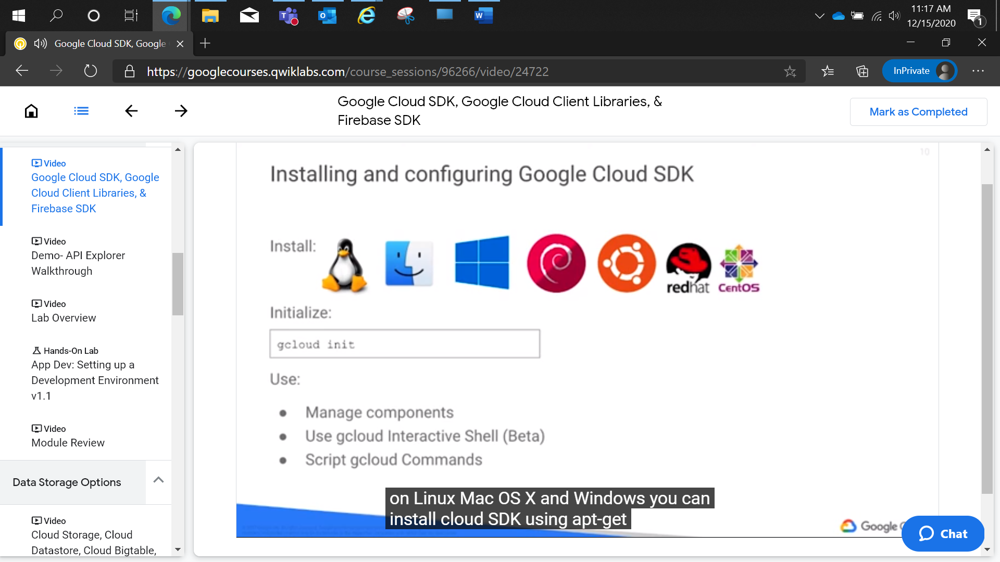 11:17 AM
12/15/2020
1
Google Cloud SDK, Google
https://googlecourses.qwiklabs.com/course_sessions/96266/video/24722
InPrivate
Google Cloud SDK, Google Cloud Client Libraries, &
Firebase SDK
Mark as Completed
Video
Google Cloud SDK, Google
Cloud Client Libraries, &
Firebase SDK
Video
Demo- API Explorer
Walkthrough
Video
Lab Overview
Hands-On Lab
App Dev: Setting up a
Development Environment
v1.1
Video
Module Review
Data Storage Options
Video
Cloud Storage, Cloud
Datastore, Cloud Bigtable,
10
Installing and configuring Google Cloud SDK
Install:
redhat
CentOS
Initialize:
gcloud init
Use:
● Manage components
● Use gcloud Interactive Shell (Beta)
● Script gcloud Commands
on Linux Mac OS X and Windows you can
install cloud SDK using apt-get
Google
Chat